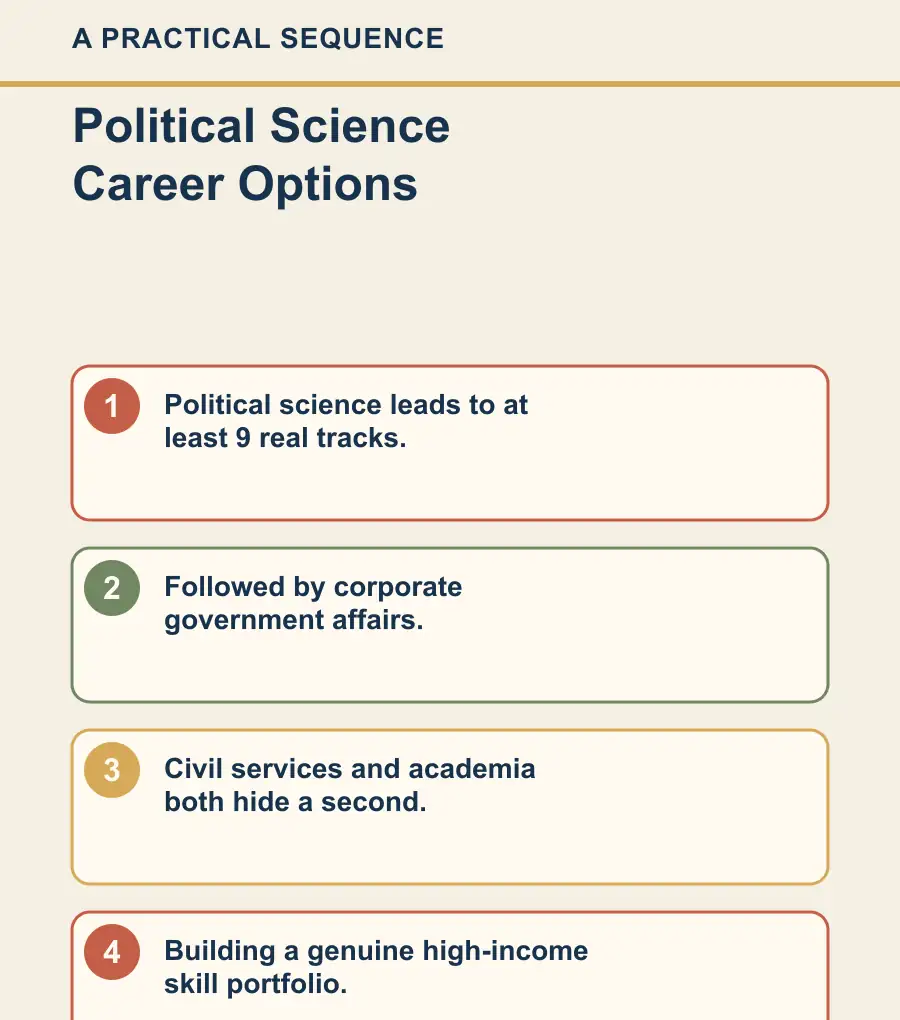 A PRACTICAL SEQUENCE
Political Science
Career Options
1
Political science leads to at
least 9 real tracks.
2
Followed by corporate
government affairs.
3
Civil services and academia
both hide a second.
4
Building a genuine high-income
skill portfolio.